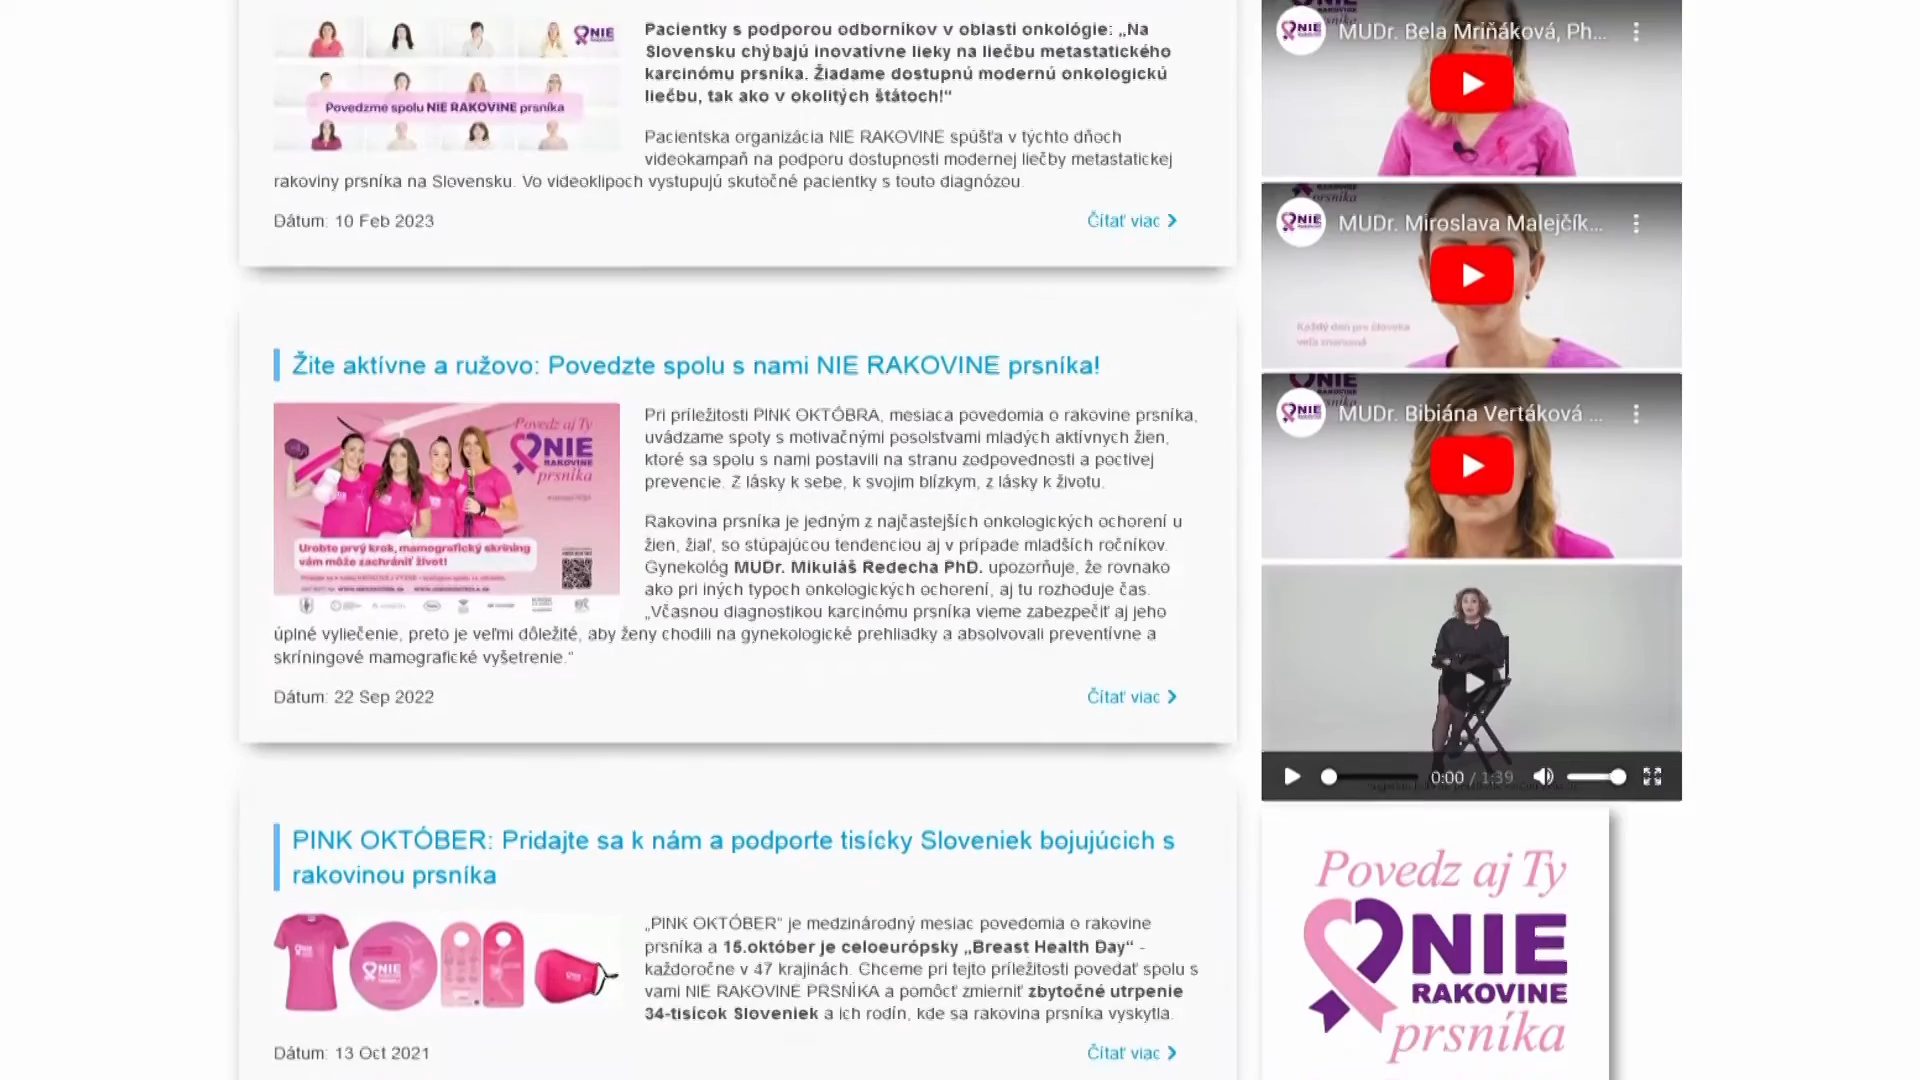 NIE
Povedzme spolu NIE RAKOVINE prsníka
Pacientky s podporou odborníkov v oblasti onkológie: „Na
Slovensku chýbajú inovatívne lieky na liečbu metastatického
karcinómu prsníka. Žiadame dostupnú modernú onkologickú
liečbu, tak ako v okolitých štátoch!“
Pacientska organizácia NIE RAKOVINE spúšťa v týchto dňoch
videokampaň na podporu dostupnosti modernej liečby metastatickej
rakoviny prsníka na Slovensku. Vo videoklipoch vystupujú skutočné pacientky s touto diagnózou.
Dátum: 10 Feb 2023
Čítať viac
Žite aktívne a ružovo: Povedzte spolu s nami NIE RAKOVINE prsníka!
Povedz aj Ty
NIE
RAKOVINE
prsníka
Urobte prvý krok, mamografický skríning
vám môže zachrániť život!
Pri príležitosti PINK OKTÓBRA, mesiaca povedomia o rakovine prsníka,
uvádzame spoty s motivačnými posolstvami mladých aktívnych žien,
ktoré sa spolu s nami postavili na stranu zodpovednosti a poctivej
prevencie. Z lásky k sebe, k svojim blízkym, z lásky k životu.
Rakovina prsníka je jedným z najčastejších onkologických ochorení u
žien, žiaľ, so stúpajúcou tendenciou aj v prípade mladších ročníkov.
Gynekológ MUDr. Mikuláš Redecha PhD. upozorňuje, že rovnako
ako pri iných typoch onkologických ochorení, aj tu rozhoduje čas.
„Včasnou diagnostikou karcinómu prsníka vieme zabezpečiť aj jeho
úplné vyliečenie, preto je veľmi dôležité, aby ženy chodili na gynekologické prehliadky a absolvovali preventívne a
skríningové mamografické vyšetrenie.“
Dátum: 22 Sep 2022
Čítať viac
PINK OKTÓBER: Pridajte sa k nám a podporte tisícky Sloveniek bojujúcich s
rakovinou prsníka
NIE
„PINK OKTÓBER“ je medzinárodný mesiac povedomia o rakovine
prsníka a 15.október je celoeurópsky „Breast Health Day“ -
každoročne v 47 krajinách. Chceme pri tejto príležitosti povedať spolu s
vami NIE RAKOVINE PRSNÍKA a pomôcť zmierniť zbytočné utrpenie
34-tisícok Sloveniek a ich rodín, kde sa rakovina prsníka vyskytla.
Dátum: 13 Oct 2021
Čítať viac
NIE
MUDr. Bela Mriňáková, Ph...
NIE
MUDr. Miroslava Malejčík...
Každý deň pre človeka
veľa znamená
NIE
MUDr. Bibiána Vertáková ...
0:00 / 1:39
Povedz aj Ty
NIE
RAKOVINE
prsníka